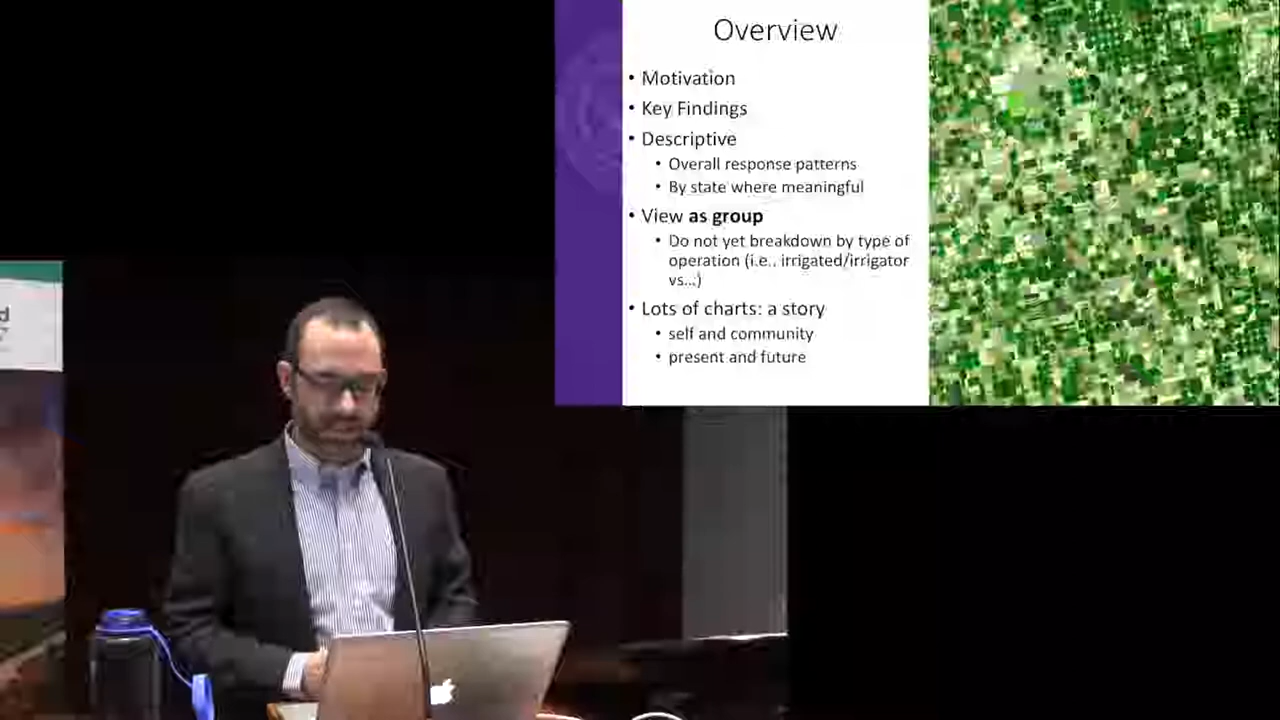 Overview
• Motivation
• Key Findings
• Descriptive
• Overall response patterns
• By state where meaningful
• View as group
• Do not yet breakdown by type of
operation (i.e., irrigated/irrigator
vs...)
• Lots of charts: a story
• self and community
• present and future
d